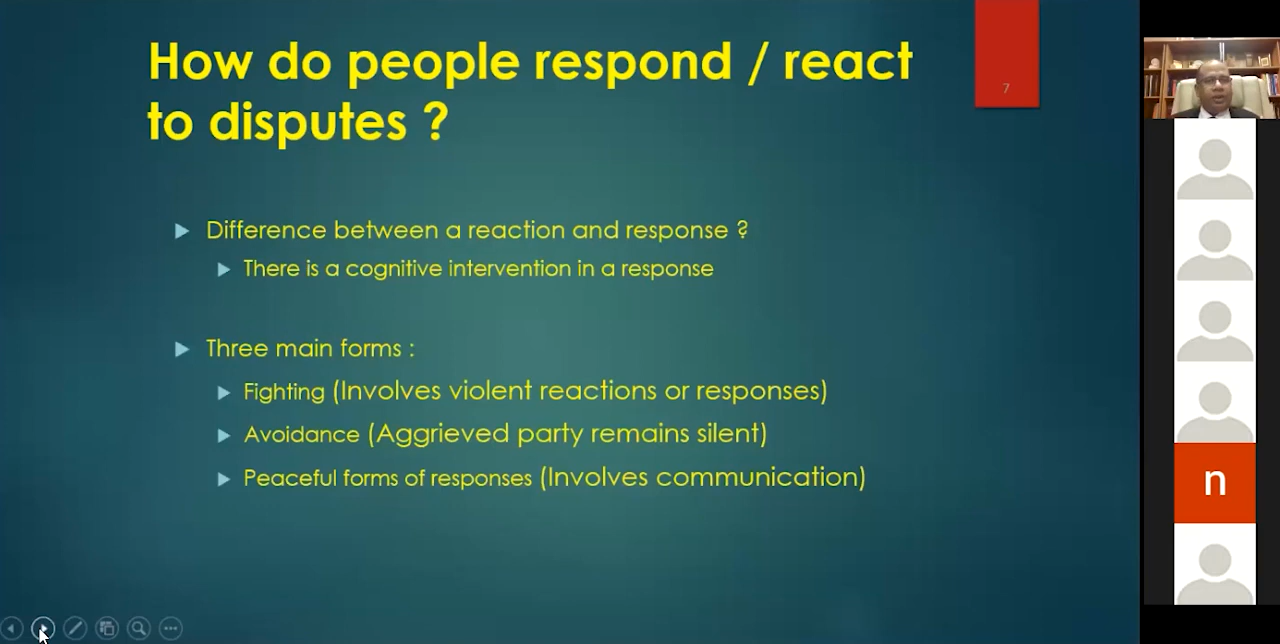 How do people respond / react
to disputes ?
7
Difference between a reaction and response ?
There is a cognitive intervention in a response
Three main forms :
Fighting (Involves violent reactions or responses)
Avoidance (Aggrieved party remains silent)
Peaceful forms of responses (Involves communication)
n